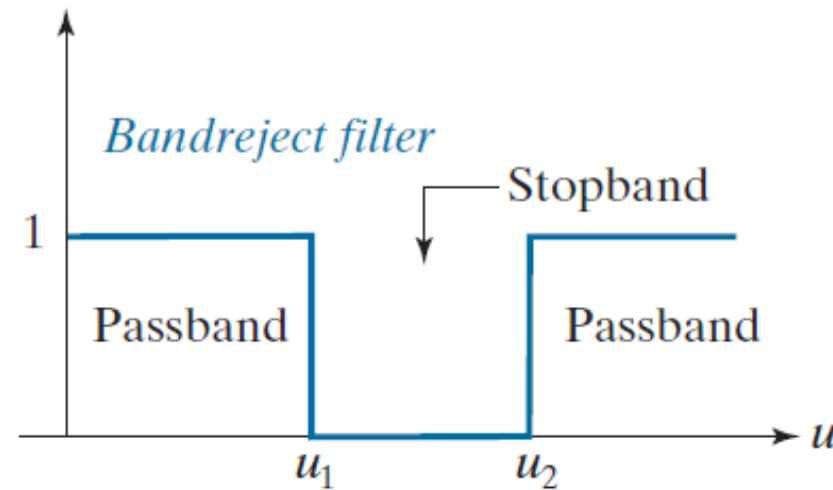 Bandreject filter
Stopband
1
Passband Passband
u
u₁ u₂